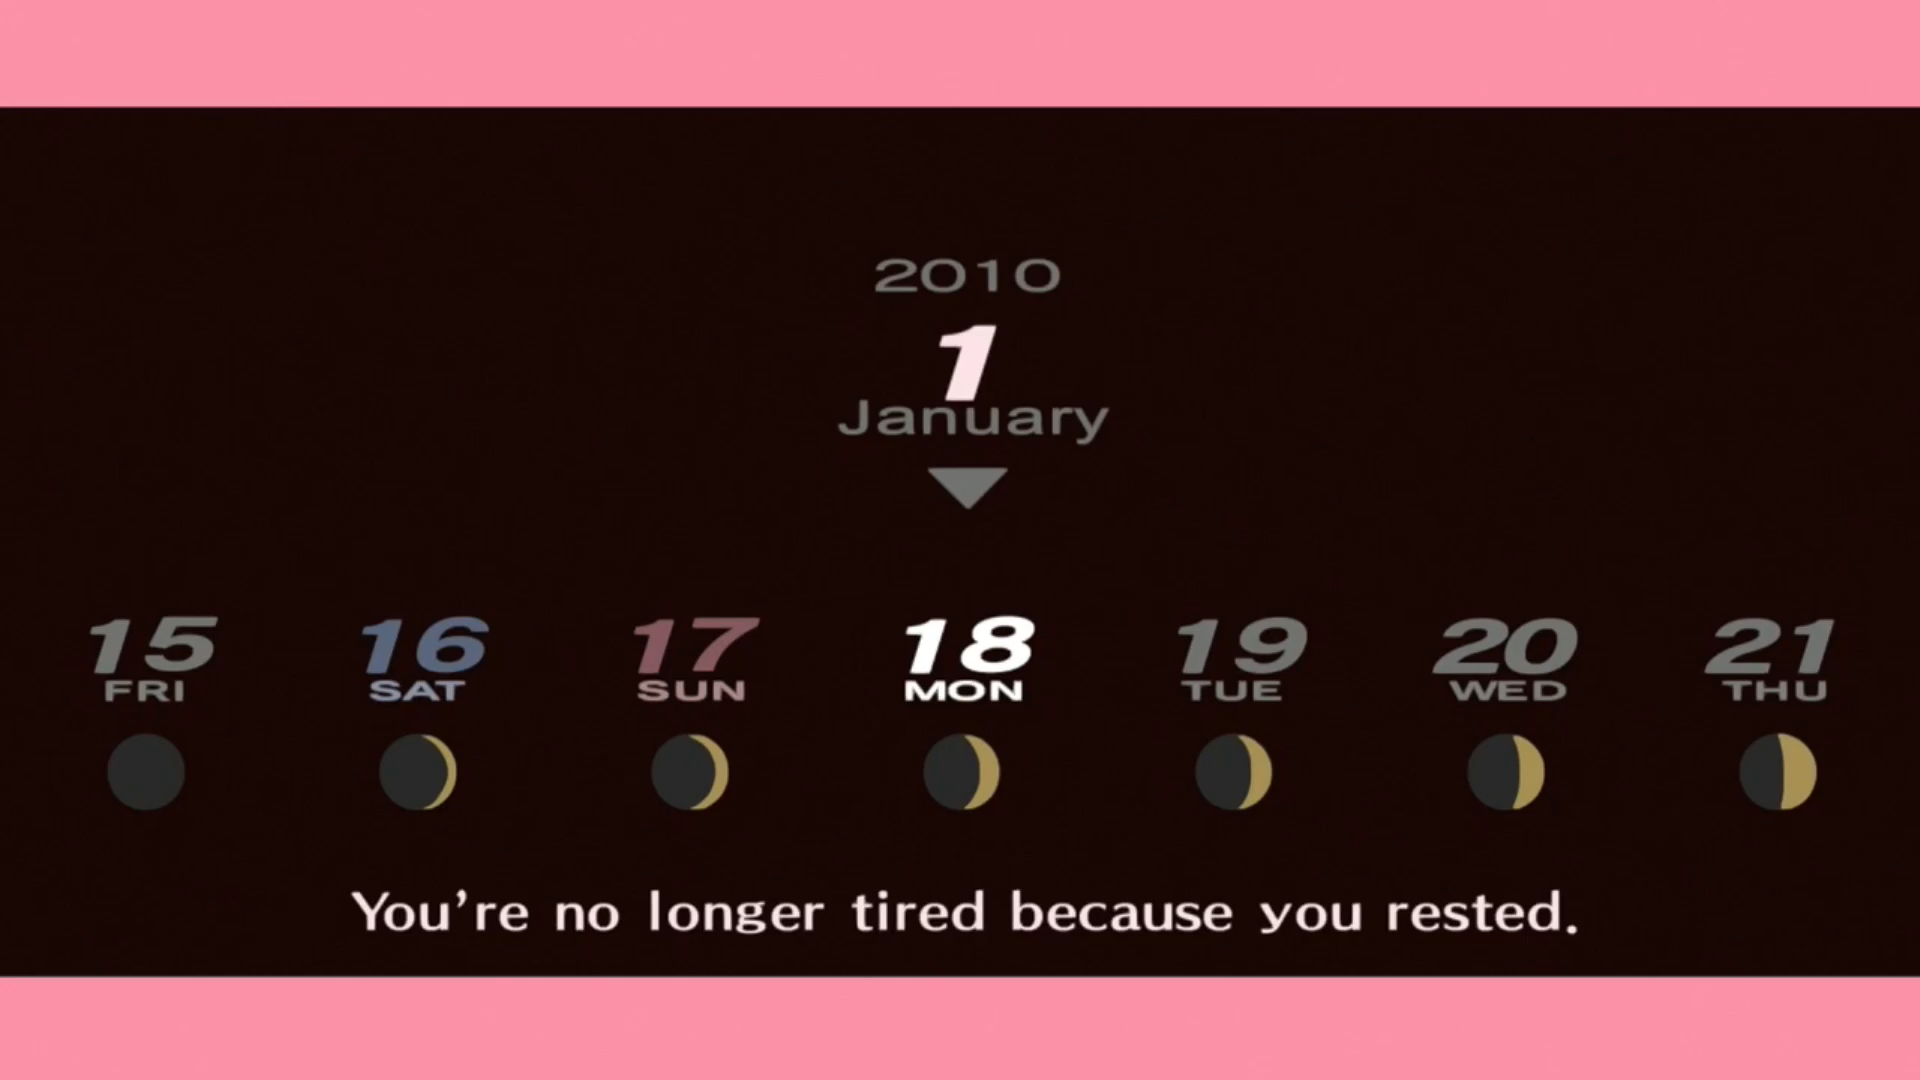 2010
1
January
15 16 17 18 19 20 21
FRI SAT SUN MON TUE WED THU
You're no longer tired because you rested.